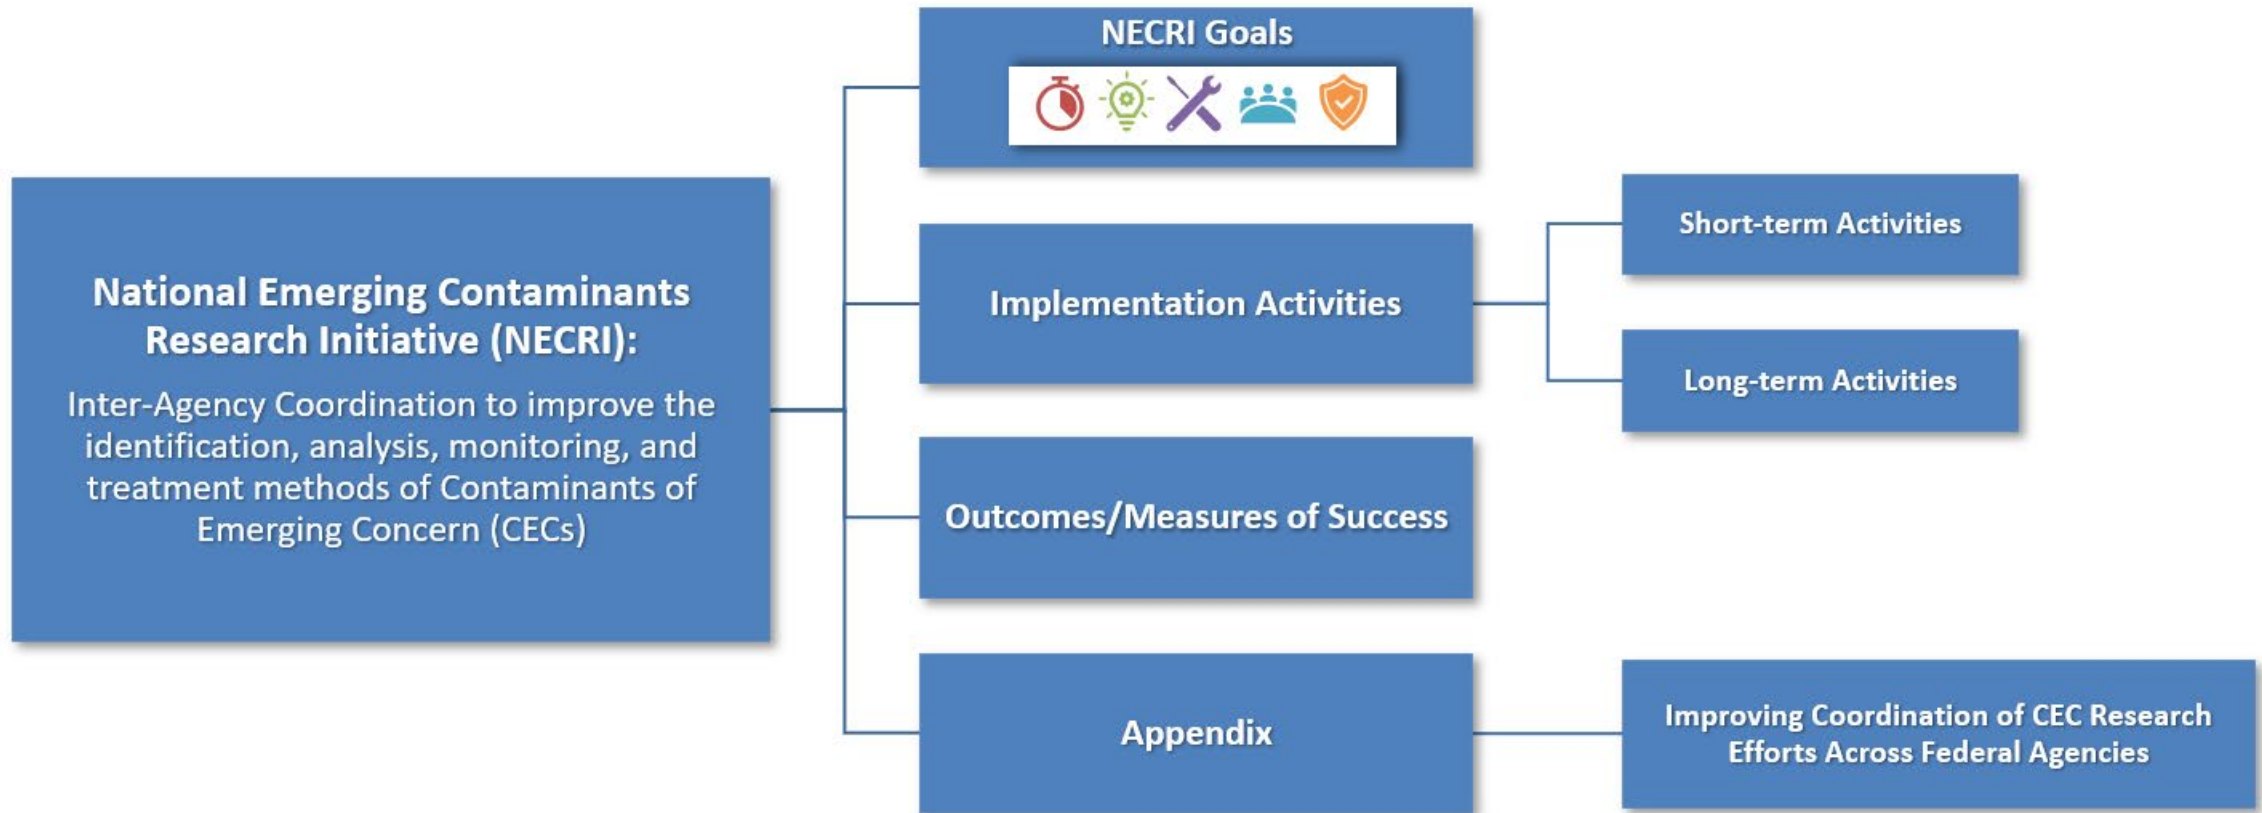 National Emerging Contaminants
Research Initiative (NECRI):
Inter-Agency Coordination to improve the
identification, analysis, monitoring, and
treatment methods of Contaminants of
Emerging Concern (CECs)
NECRI Goals
Implementation Activities
Short-term Activities
Long-term Activities
Outcomes/Measures of Success
Appendix
Improving Coordination of CEC Research
Efforts Across Federal Agencies